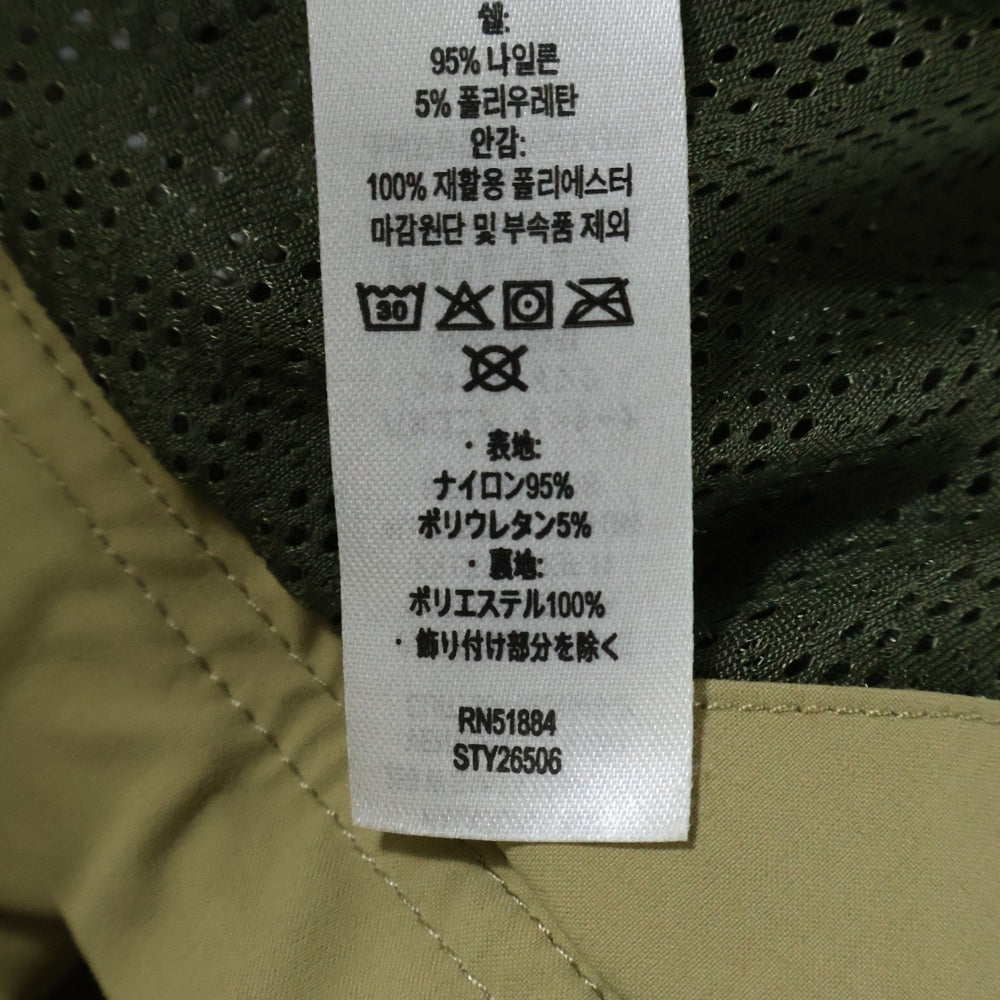 쉘:
95% 나일론
5% 폴리우레탄
안감:
100% 재활용 폴리에스터
마감원단 및 부속품 제외
30
· 表地:
ナイロン95%
ポリウレタン5%
· 裏地:
ポリエステル100%
· 飾り付け部分を除く
RN51884
STY26506